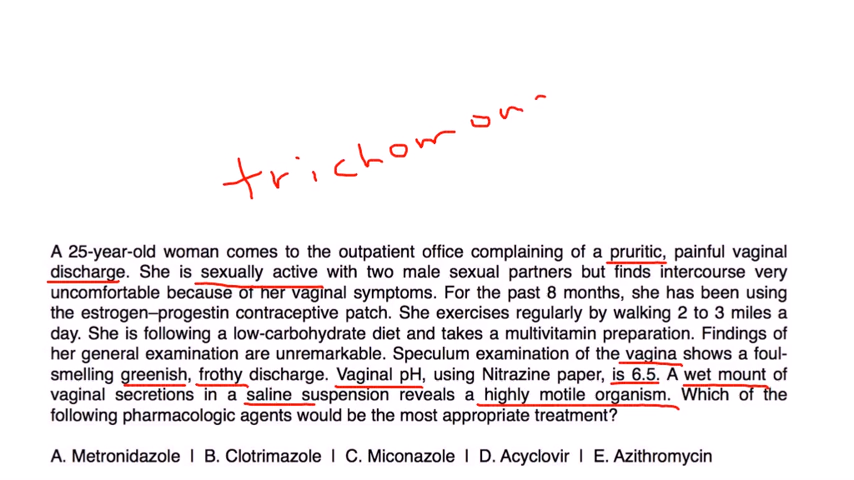 trichomon
A 25-year-old woman comes to the outpatient office complaining of a pruritic, painful vaginal
discharge. She is sexually active with two male sexual partners but finds intercourse very
uncomfortable because of her vaginal symptoms. For the past 8 months, she has been using
the estrogen–progestin contraceptive patch. She exercises regularly by walking 2 to 3 miles a
day. She is following a low-carbohydrate diet and takes a multivitamin preparation. Findings of
her general examination are unremarkable. Speculum examination of the vagina shows a foul-
smelling greenish, frothy discharge. Vaginal pH, using Nitrazine paper, is 6.5. A wet mount of
vaginal secretions in a saline suspension reveals a highly motile organism. Which of the
following pharmacologic agents would be the most appropriate treatment?
A. Metronidazole | B. Clotrimazole | C. Miconazole | D. Acyclovir | E. Azithromycin